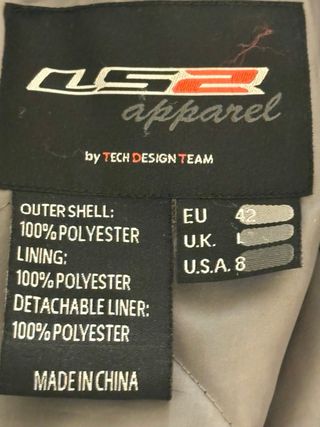 LS2
apparel
by TECH DESIGN TEAM
OUTER SHELL:
100% POLYESTER
LINING:
100% POLYESTER
DETACHABLE LINER:
100% POLYESTER
MADE IN CHINA
EU 42
U.K.
U.S.A. 8